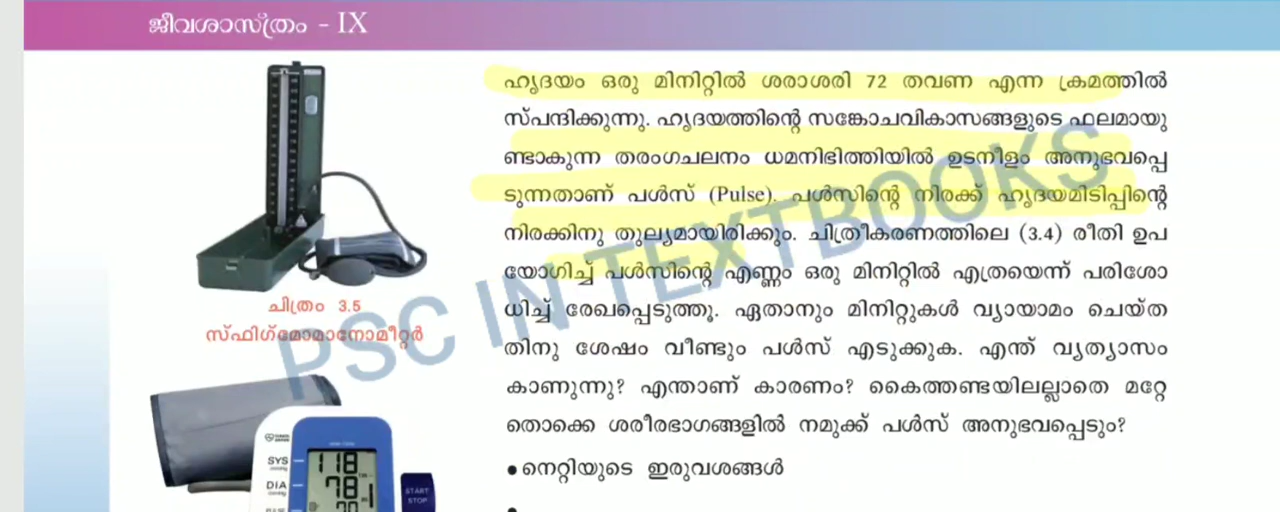 ജീവശാസ്ത്രം - IX
ഹൃദയം ഒരു മിനിറ്റിൽ ശരാശരി 72 തവണ എന്ന ക്രമത്തിൽ
സ്പന്ദിക്കുന്നു. ഹൃദയത്തിന്റെ സങ്കോചവികാസങ്ങളുടെ ഫലമായു
ണ്ടാകുന്ന തരംഗചലനം ധമനിഭിത്തിയിൽ ഉടനീളം അനുഭവപ്പെ
ടുന്നതാണ് പൾസ് (Pulse). പൾസിന്റെ നിരക്ക് ഹൃദയമിടിപ്പിന്റെ
നിരക്കിനു തുല്യമായിരിക്കും. ചിത്രീകരണത്തിലെ (3.4) രീതി ഉപ
യോഗിച്ച് പൾസിന്റെ എണ്ണം ഒരു മിനിറ്റിൽ എത്രയെന്ന് പരിശോ
ധിച്ച് രേഖപ്പെടുത്തൂ. ഏതാനും മിനിറ്റുകൾ വ്യായാമം ചെയ്ത
തിനു ശേഷം വീണ്ടും പൾസ് എടുക്കുക. എന്ത് വ്യത്യാസം
കാണുന്നു? എന്താണ് കാരണം? കൈത്തണ്ടയിലല്ലാതെ മറ്റേ
തൊക്കെ ശരീരഭാഗങ്ങളിൽ നമുക്ക് പൾസ് അനുഭവപ്പെടും?
• നെറ്റിയുടെ ഇരുവശങ്ങൾ
ചിത്രം 3.5
സ്ഫിഗ്മോമാനോമീറ്റർ
SYS
118
DIA
78
START
STOP
PSC IN TEXTBOOKS